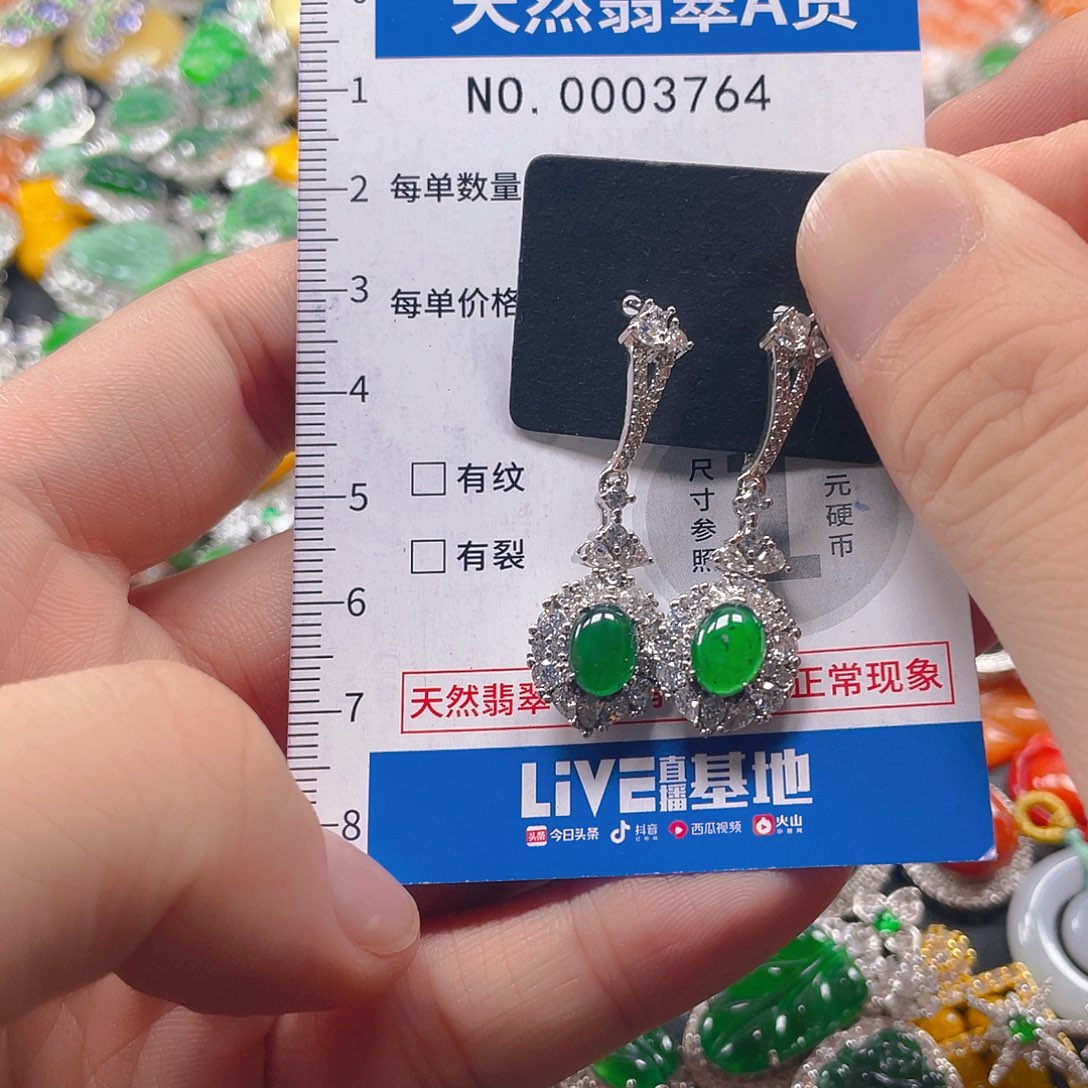 天然翡翠A货
NO. 0003764
1
2
3
4
5
6
7
8
每单数量
每单价格
有纹
有裂
尺寸参照
元硬币
天然翡翠
正常现象
LiVE直播基地
头条 今日头条 抖音 西瓜视频 火山